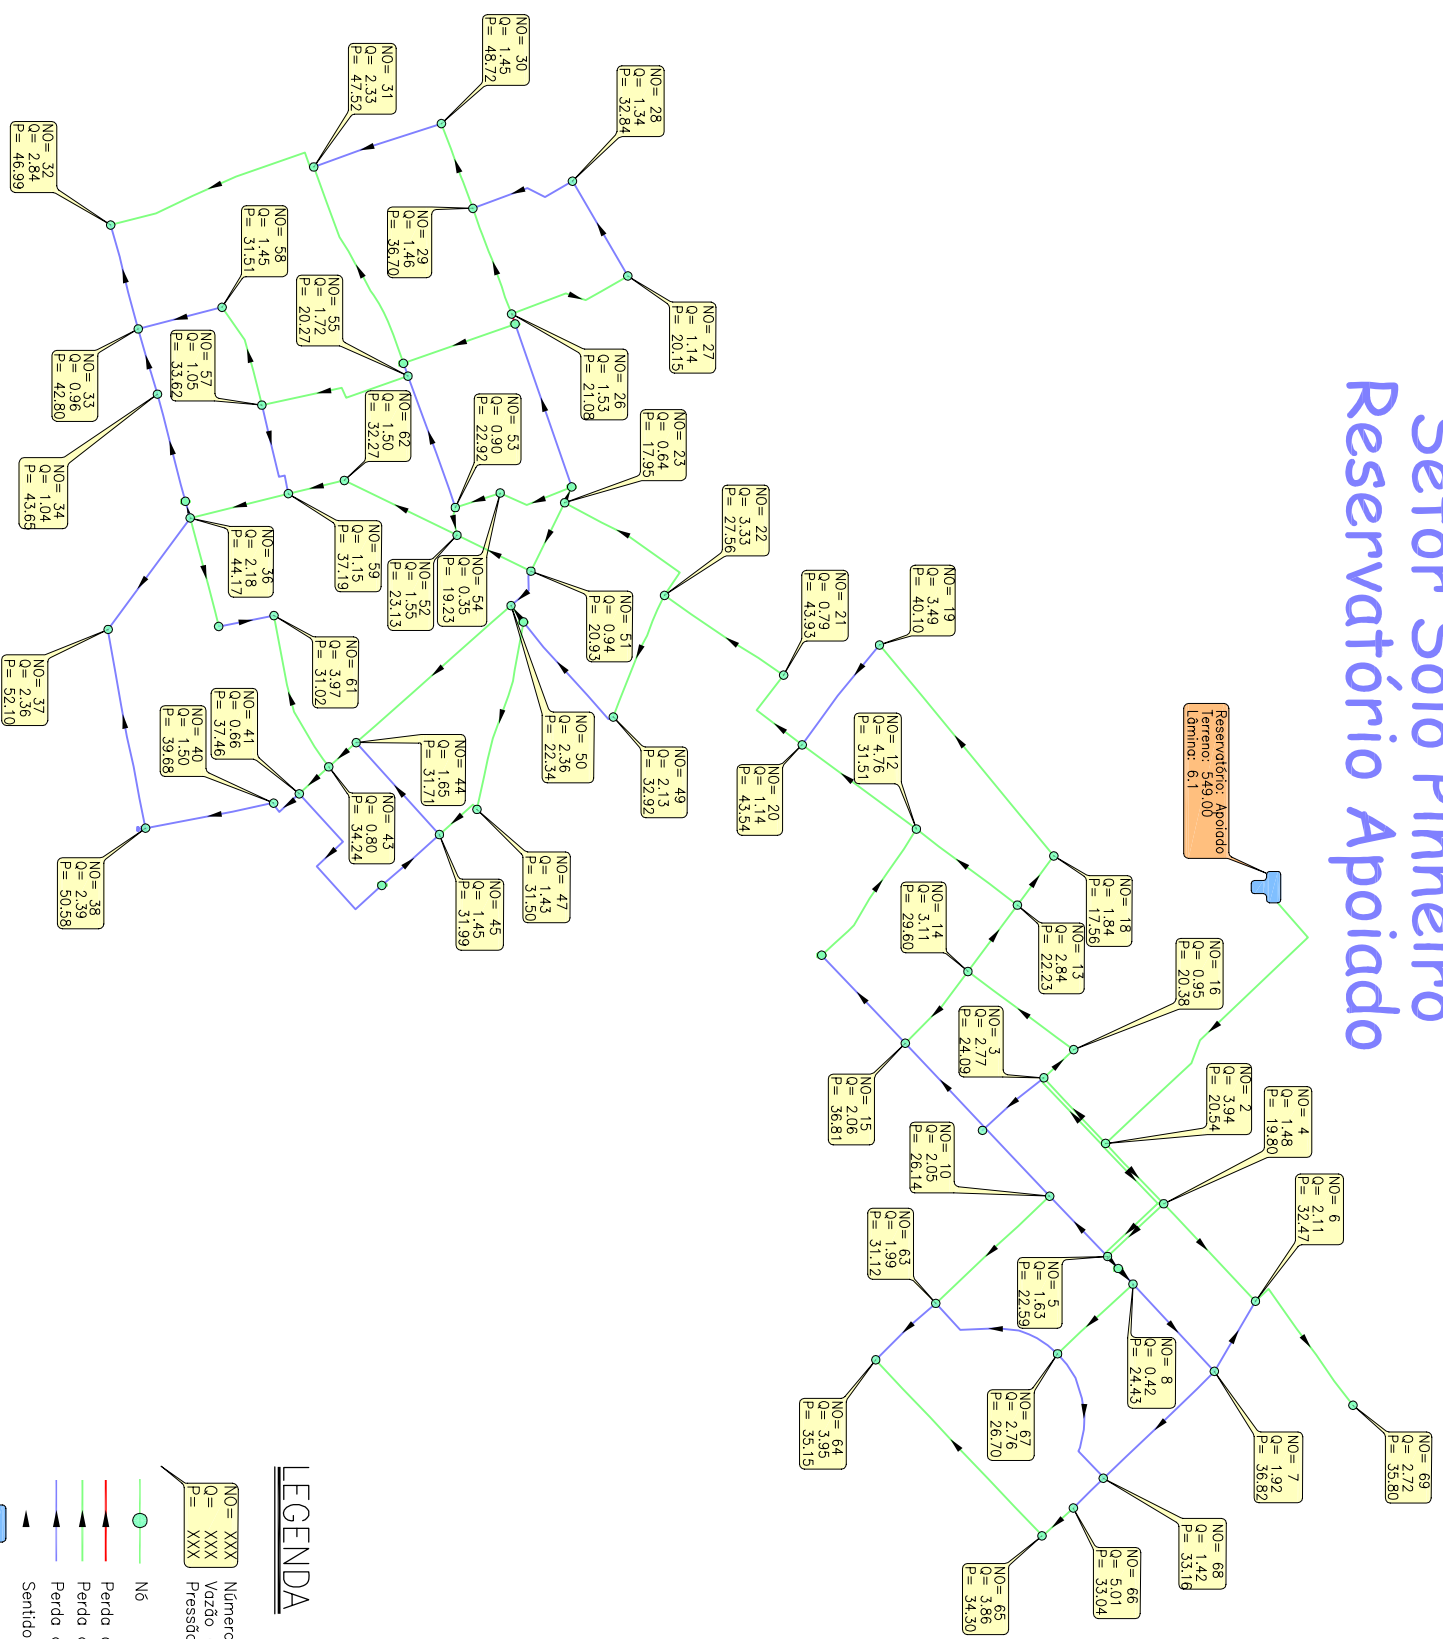 Reservatório Apoiado
Reservatório: Apoiado
Terreno: 549.00
Lâmina: 6.1
NO= 69
Q= 2.72
P= 35.80
NO= 6
Q= 2.11
P= 32.47
NO= 4
Q= 1.48
P= 19.80
NO= 7
Q= 1.92
P= 36.82
NO= 2
Q= 3.94
P= 20.54
NO= 16
Q= 0.95
P= 20.38
NO= 68
Q= 1.42
P= 33.16
NO= 8
Q= 0.42
P= 24.43
NO= 66
Q= 5.01
P= 33.04
NO= 18
Q= 1.84
P= 17.56
NO= 13
Q= 2.84
P= 22.23
NO= 5
Q= 1.63
P= 22.59
NO= 67
Q= 2.76
P= 26.70
NO= 65
Q= 3.86
P= 34.30
NO= 3
Q= 2.77
P= 24.09
NO= 19
Q= 3.49
P= 40.10
NO= 10
Q= 2.05
P= 26.14
NO= 14
Q= 3.11
P= 29.60
NO= 63
Q= 1.99
P= 31.12
NO= 12
Q= 4.76
P= 31.51
NO= 15
Q= 2.06
P= 36.81
NO= 64
Q= 3.95
P= 35.15
NO= 21
Q= 0.79
P= 43.93
NO= 20
Q= 1.14
P= 43.54
NO= 22
Q= 3.33
P= 27.56
NO= 27
Q= 1.14
P= 20.15
NO= 23
Q= 0.64
P= 17.95
NO= 49
Q= 2.13
P= 32.92
NO= 28
Q= 1.34
P= 32.84
NO= 51
Q= 0.94
P= 20.93
NO= 26
Q= 1.53
P= 21.08
NO= 50
Q= 2.36
P= 22.34
NO= 47
Q= 1.43
P= 31.50
NO= 30
Q= 1.45
P= 48.72
NO= 53
Q= 0.90
P= 22.92
NO= 45
Q= 1.45
P= 31.99
NO= 54
Q= 0.35
P= 19.23
NO= 44
Q= 1.65
P= 31.71
NO= 29
Q= 1.46
P= 36.70
NO= 52
Q= 1.55
P= 23.13
NO= 62
Q= 1.50
P= 32.27
NO= 31
Q= 2.33
P= 47.52
NO= 43
Q= 0.80
P= 34.24
NO= 59
Q= 1.15
P= 37.19
NO= 61
Q= 3.97
P= 31.02
NO= 55
Q= 1.72
P= 20.27
NO= 58
Q= 1.45
P= 31.51
NO= 36
Q= 2.18
P= 44.17
NO= 41
Q= 0.66
P= 37.46
NO= 57
Q= 1.05
P= 33.62
NO= 40
Q= 1.50
P= 39.68
NO= 38
Q= 2.39
P= 50.58
NO= 33
Q= 0.96
P= 42.80
NO= 34
Q= 1.04
P= 43.65
NO= 32
Q= 2.84
P= 46.99
NO= 37
Q= 2.36
P= 52.10
LEGENDA
NO= XXX
Q= XXX
P= XXX
Número
Vazão
Pressão
Nó
Perda
Perda
Perda
Sentido